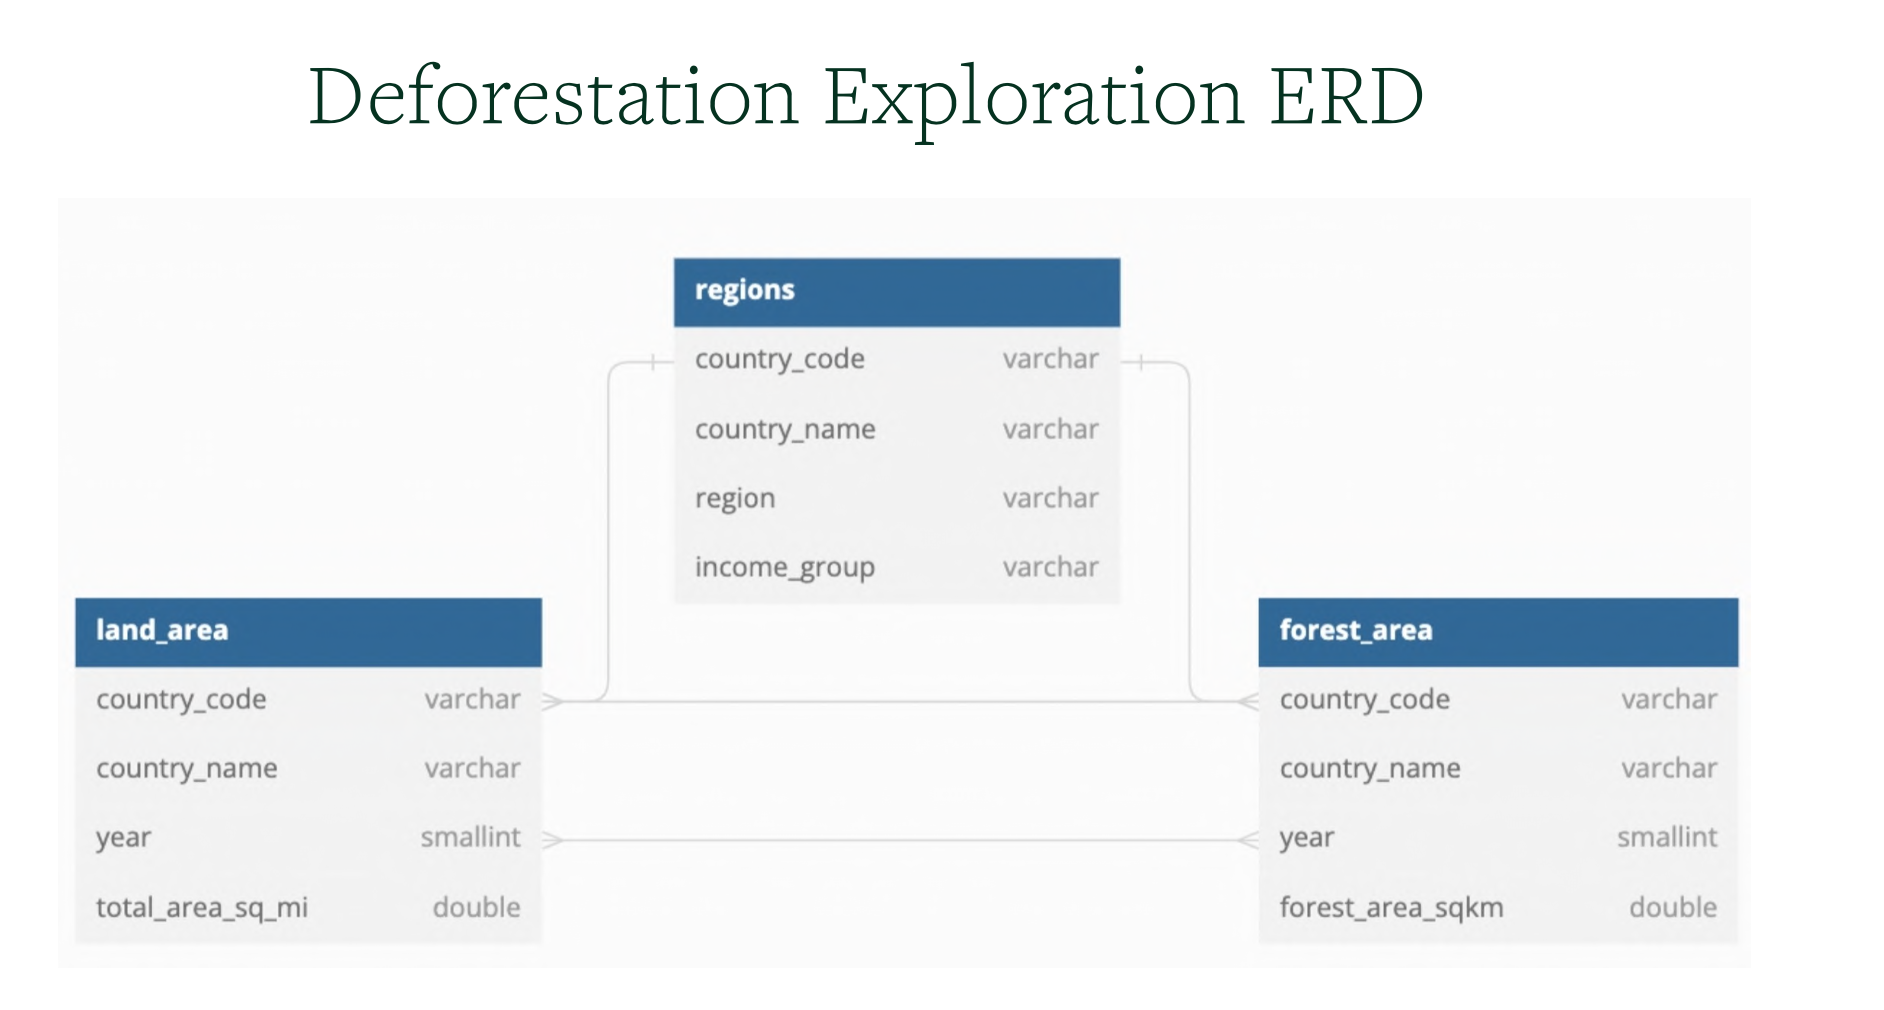 Deforestation Exploration ERD
regions
country_code varchar
country_name varchar
region varchar
income_group varchar
land_area
country_code varchar
country_name varchar
year smallint
total_area_sq_mi double
forest_area
country_code varchar
country_name varchar
year smallint
forest_area_sqkm double